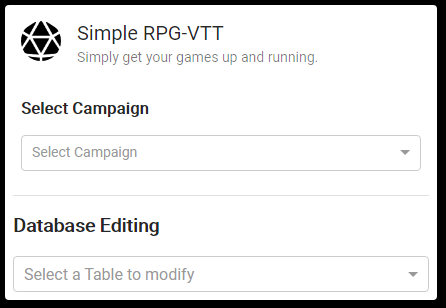 Simple RPG-VTT
Simply get your games up and running.
Select Campaign
Select Campaign
Database Editing
Select a Table to modify